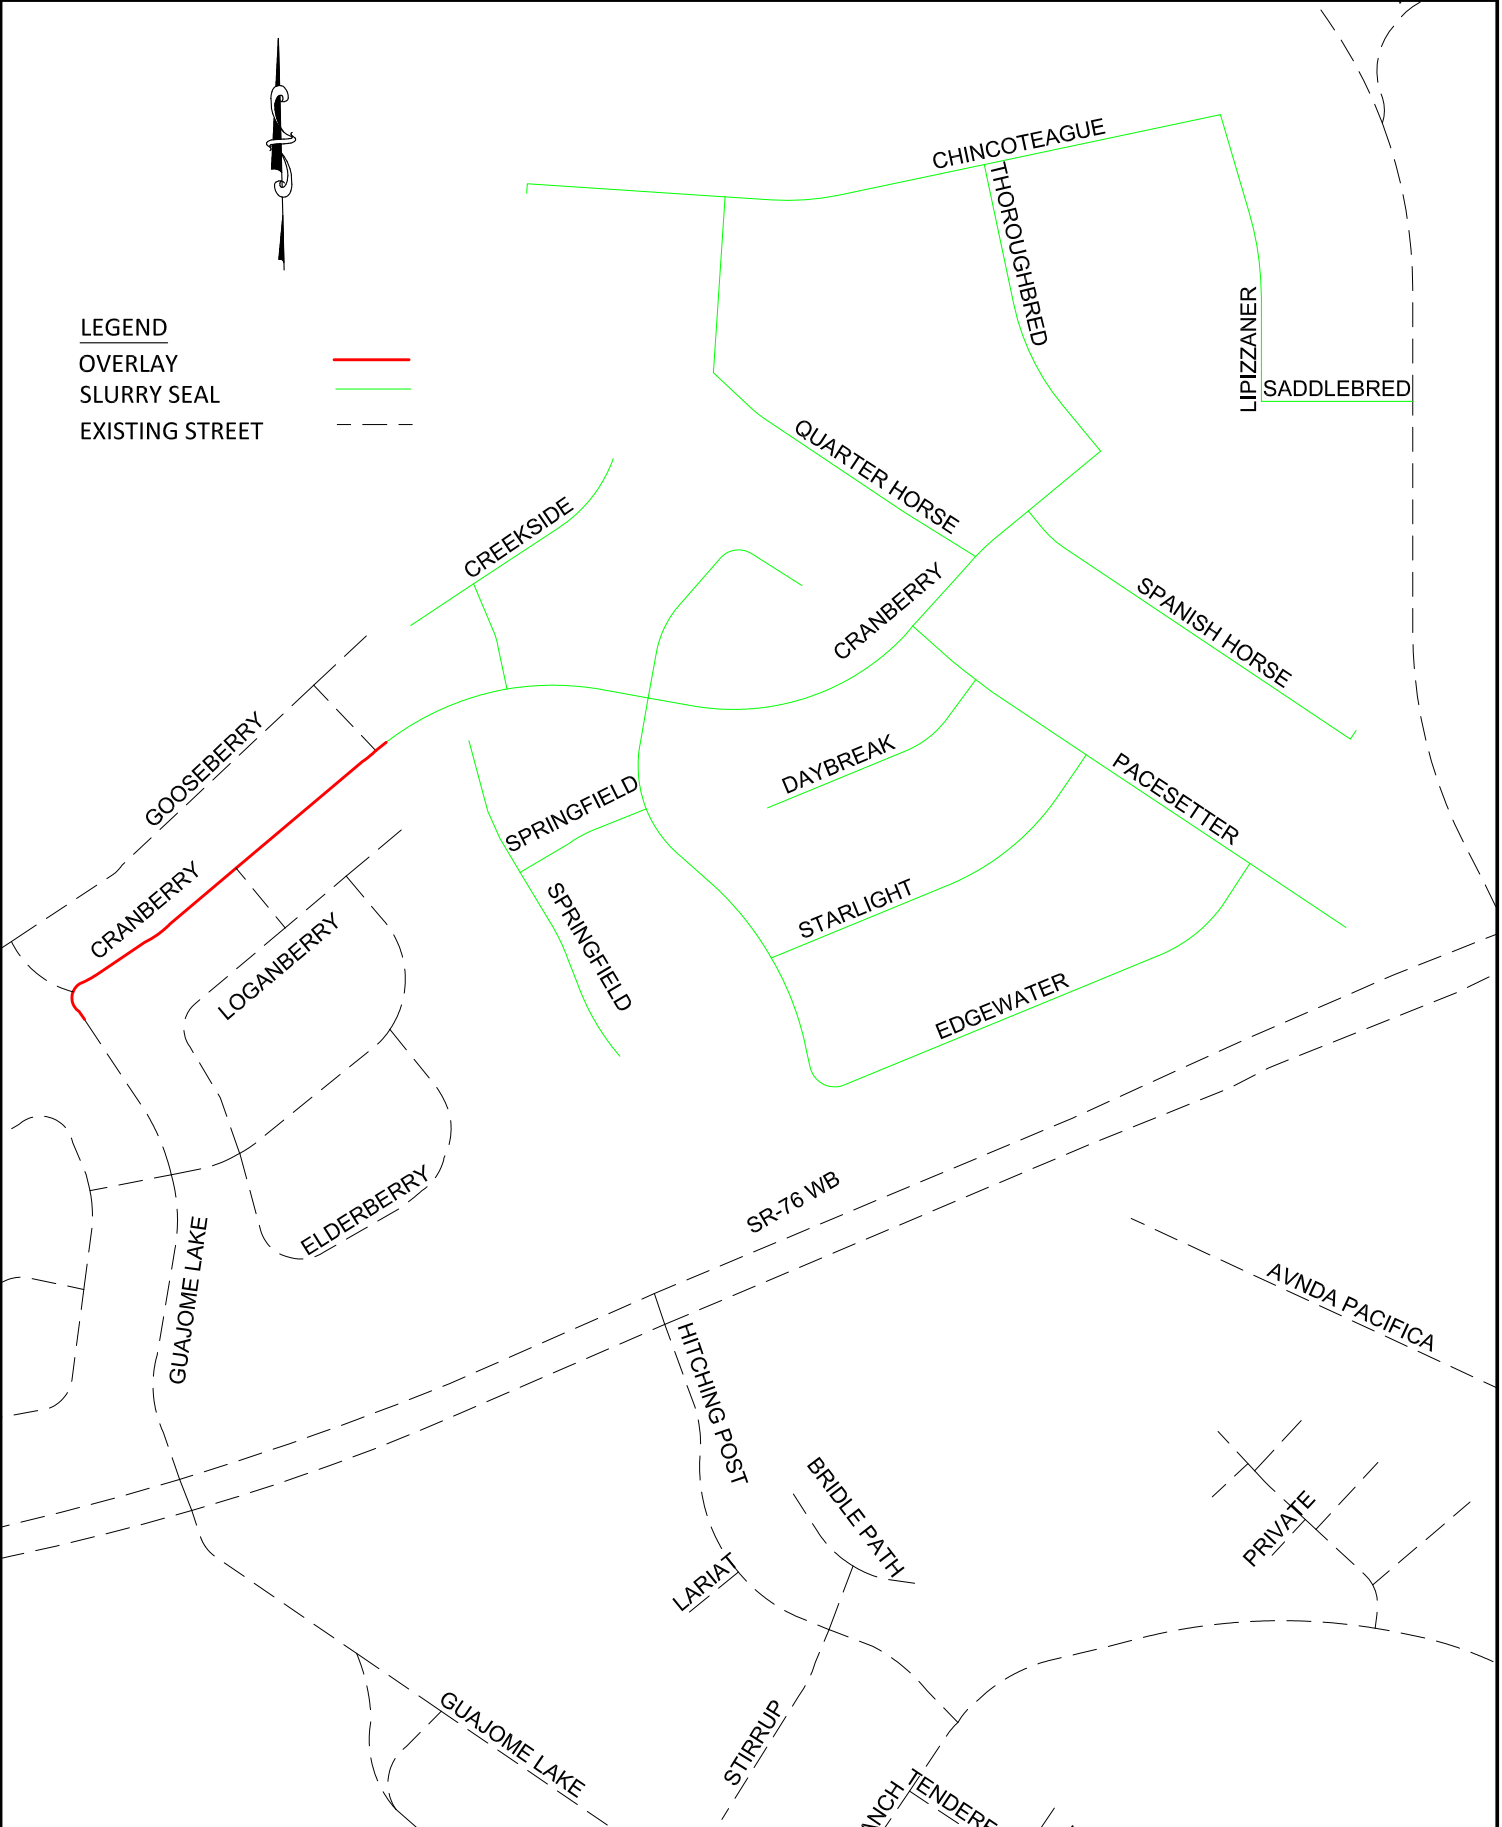 CHINCOTEAGUE
THOROUGHBRED
LEGEND
OVERLAY
SLURRY SEAL
EXISTING STREET
LIPIZZANER
SADDLEBRED
QUARTER HORSE
CREEKSIDE
CRANBERRY
SPANISH HORSE
GOOSEBERRY
DAYBREAK
PACESETTER
SPRINGFIELD
CRANBERRY
STARLIGHT
SPRINGFIELD
LOGANBERRY
EDGEWATER
ELDERBERRY
SR-76 WB
GUAJOME LAKE
AVNDA PACIFICA
HITCHING POST
BRIDLE PATH
PRIVATE
LARIAT
GUAJOME LAKE
STIRRUP
ANCH
TENDERF